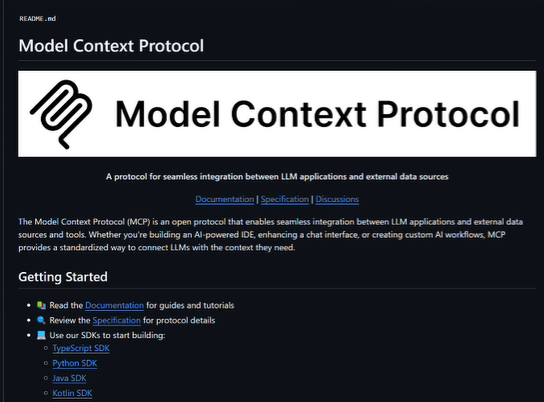 README.md
Model Context Protocol
Model Context Protocol
A protocol for seamless integration between LLM applications and external data sources
Documentation | Specification | Discussions
The Model Context Protocol (MCP) is an open protocol that enables seamless integration between LLM applications and external data
sources and tools. Whether you're building an AI-powered IDE, enhancing a chat interface, or creating custom AI workflows, MCP
provides a standardized way to connect LLMs with the context they need.
Getting Started
• 📚 Read the Documentation for guides and tutorials
• 🔍 Review the Specification for protocol details
• 💻 Use our SDKs to start building:
◦ TypeScript SDK
◦ Python SDK
◦ Java SDK
◦ Kotlin SDK